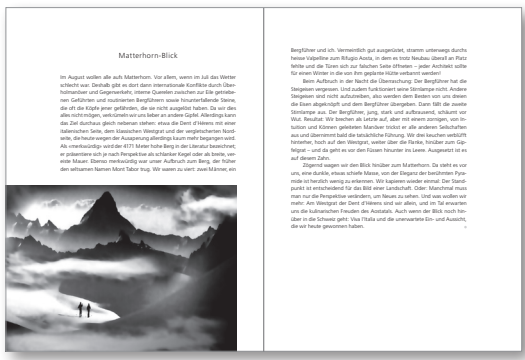 Matterhorn-Blick
Im August wollen alle aufs Matterhorn. Vor allem, wenn im Juli das Wetter
schlecht war. Deshalb gibt es dort dann internationale Konflikte durch Über-
holmanöver und Gegenverkehr, interne Querelen zwischen zur Eile getriebe-
nen Geführten und routinierten Bergführern sowie hinunterfallende Steine,
die oft die Köpfe jener gefährden, die sie nicht ausgelöst haben. Da wir dies
alles nicht mögen, verkrümeln wir uns lieber an andere Gipfel. Allerdings kann
das Ziel durchaus gleich nebenan stehen: etwa die Dent d'Hérens mit einer
italienischen Seite, dem klassischen Westgrat und der vergletscherten Nord-
seite, die heute wegen der Ausaperung allerdings kaum mehr begangen wird.
Als «merkwürdig» wird der 4171 Meter hohe Berg in der Literatur bezeichnet;
er präsentiert sich je nach Perspektive als schlanker Kegel oder als breite, ver-
eiste Mauer. Ebenso merkwürdig war unser Aufbruch zum Berg, der früher
den seltsamen Namen Mont Tabor trug. Wir waren zu viert: zwei Männer, ein
Bergführer und ich. Vermeintlich gut ausgerüstet, stramm unterwegs durchs
heisse Valpelline zum Rifugio Aosta, in dem es trotz Neubau überall an Platz
fehlte und die Türen sich zur falschen Seite öffneten – jeder Architekt sollte
für einen Winter in die von ihm geplante Hütte verbannt werden!
Beim Aufbruch in der Nacht die Überraschung: Der Bergführer hat die
Steigeisen vergessen. Und zudem funktioniert seine Stirnlampe nicht. Andere
Steigeisen sind nicht aufzutreiben, also werden dem Besten von uns dreien
die Eisen abgeknöpft und dem Bergführer übergeben. Dann fällt die zweite
Stirnlampe aus. Der Bergführer, jung, stark und aufbrausend, schäumt vor
Wut. Resultat: Wir brechen als Letzte auf, aber mit einem zornigen, von In-
tuition und Können geleiteten Manöver trickst er alle anderen Seilschaften
aus und übernimmt bald die tatsächliche Führung. Wir drei keuchen verblüfft
hinterher, hoch auf den Westgrat, weiter über die Flanke, hinüber zum Gip-
felgrat – und da geht es vor den Füssen hinunter ins Leere. Ausgesetzt ist es
auf diesem Zahn.
Zögernd wagen wir den Blick hinüber zum Matterhorn. Da steht es vor
uns, eine dunkle, etwas schiefe Masse, von der Eleganz der berühmten Pyra-
mide ist herzlich wenig zu erkennen. Wir kapieren wieder einmal: Der Stand-
punkt ist entscheidend für das Bild einer Landschaft. Oder: Manchmal muss
man nur die Perspektive verändern, um Neues zu sehen. Und was wollen wir
mehr: Am Westgrat der Dent d'Hérens sind wir allein, und im Tal erwarten
uns die kulinarischen Freuden des Aostatals. Auch wenn der Blick noch hin-
über in die Schweiz geht: Viva l'Italia und die unerwartete Ein- und Aussicht,
die wir heute gewonnen haben.